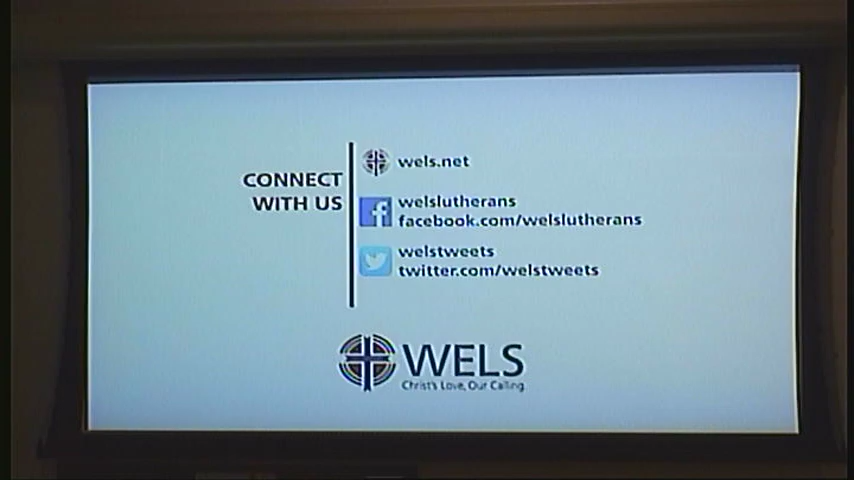 CONNECT
WITH US
wels.net
f
welslutherans
facebook.com/welslutherans
welstweets
twitter.com/welstweets
WELS
Christ's Love, Our Calling.